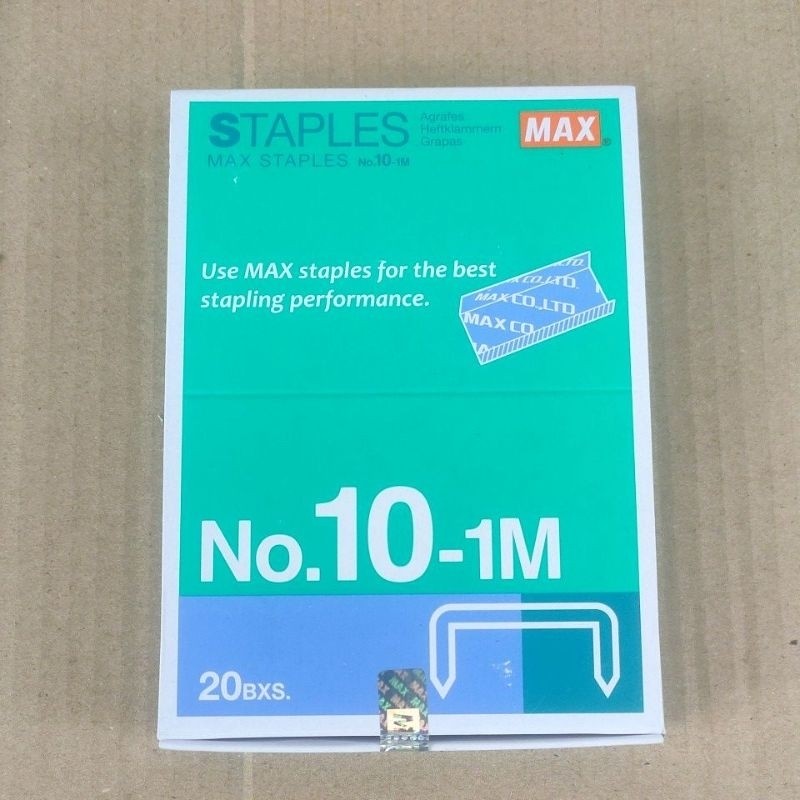 STAPLES
Agrafes
Heftklammern
Grapas
MAX®
MAX STAPLES No.10-1M
Use MAX staples for the best
stapling performance.
CO.,LTD.
MAX CO.,LTD
MAX CO.
MA
No.10-1M
20BXS.
MAX